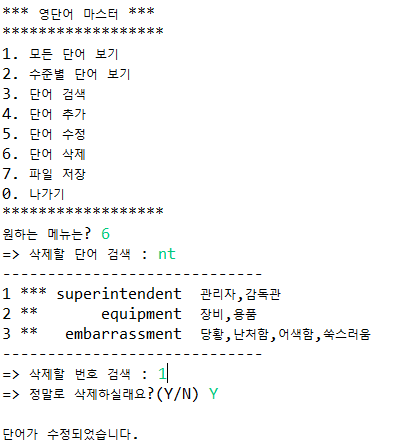 *** 영단어 마스터 ***
******************
1. 모든 단어 보기
2. 수준별 단어 보기
3. 단어 검색
4. 단어 추가
5. 단어 수정
6. 단어 삭제
7. 파일 저장
0. 나가기
******************
원하는 메뉴는? 6
=> 삭제할 단어 검색 : nt
-----------------------------
1 *** superintendent  관리자,감독관
2 **       equipment  장비,용품
3 **   embarrassment  당황,난처함,어색함,쑥스러움
-----------------------------
=> 삭제할 번호 검색 : 1
=> 정말로 삭제하실래요?(Y/N) Y
단어가 수정되었습니다.